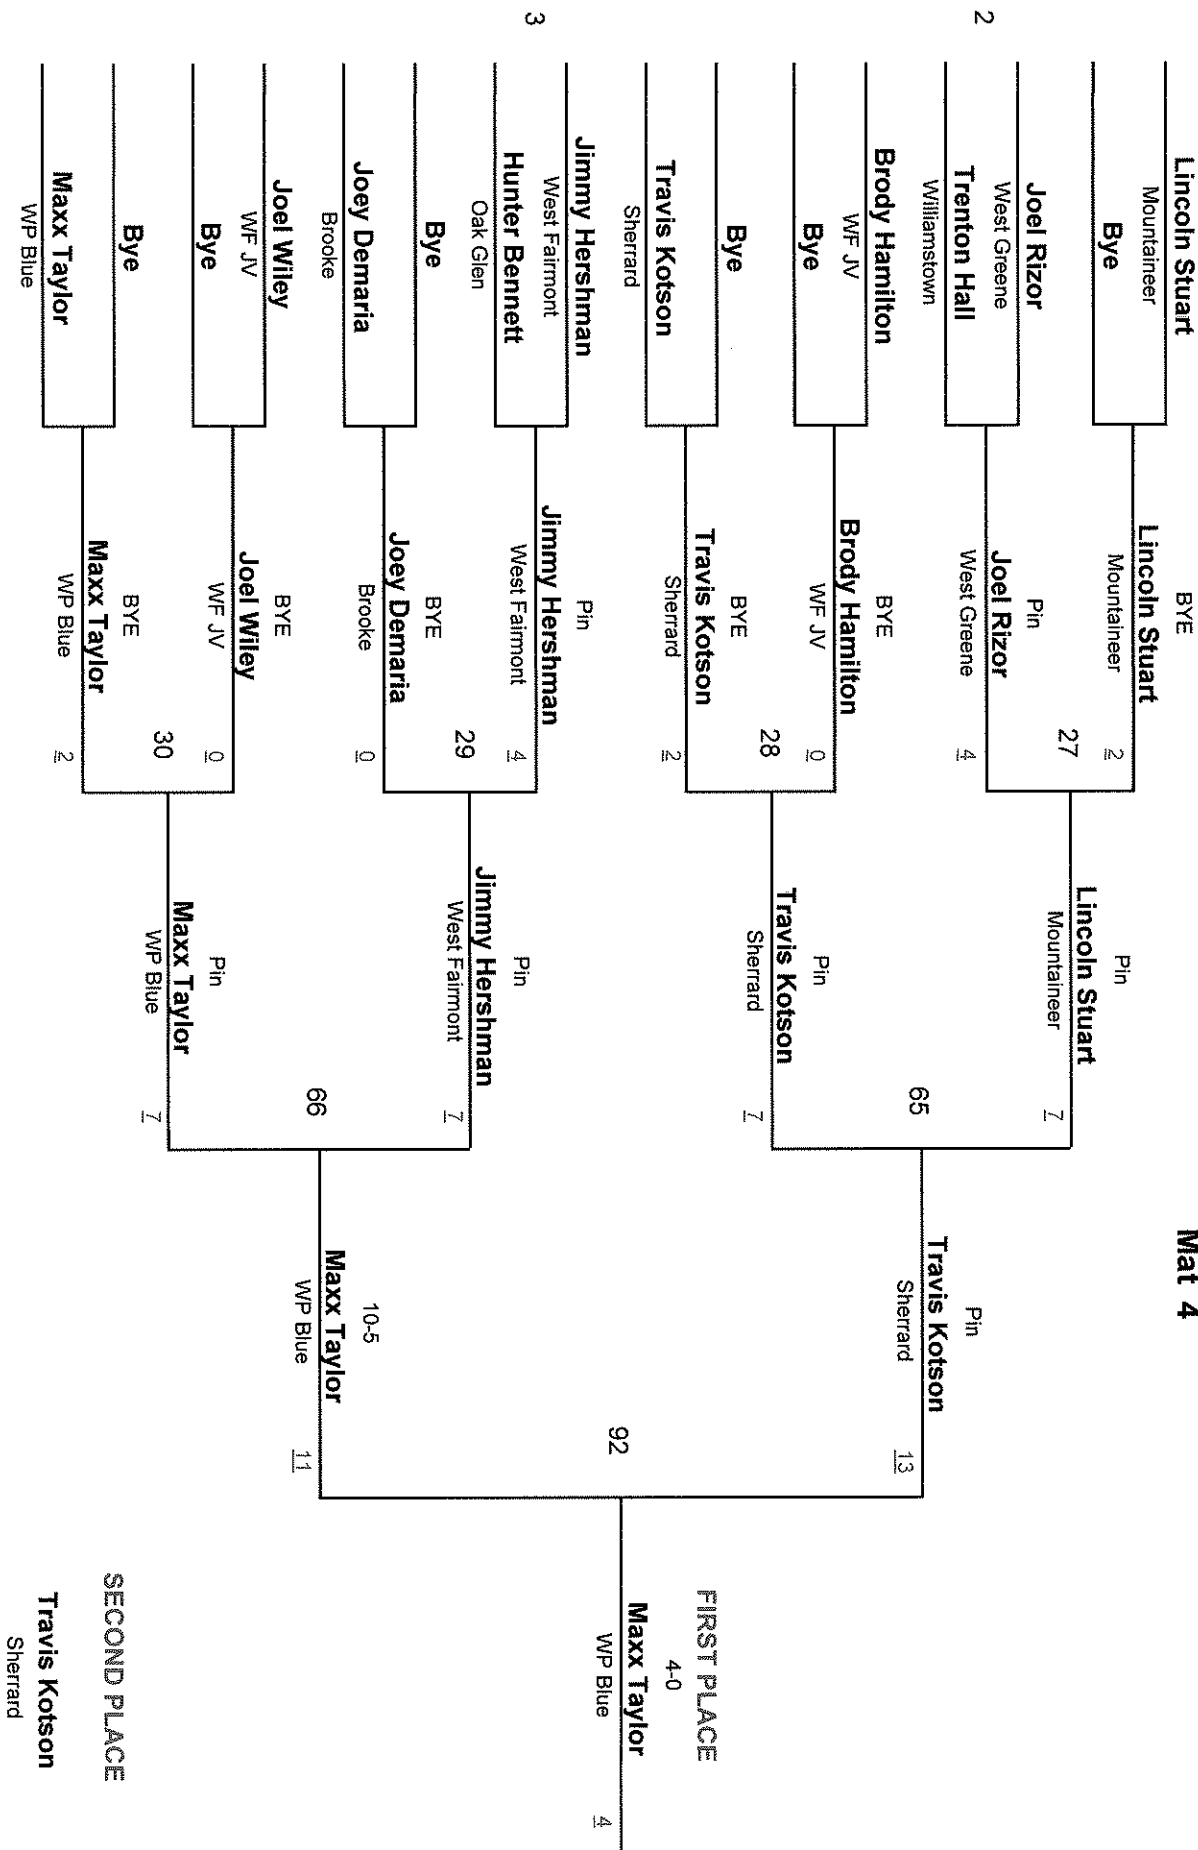 Mat 4
Lincoln Stuart
Mountaineer
Bye
2
Joel Rizor
West Greene
Trenton Hall
Williamstown
Brody Hamilton
WF JV
Bye
Bye
Travis Kotson
Sherrard
3
Jimmy Hershman
West Fairmont
Hunter Bennett
Oak Glen
Bye
Joey Demaria
Brooke
Joel Wiley
WF JV
Bye
Bye
Maxx Taylor
WP Blue
BYE
Lincoln Stuart
Mountaineer
2
27
Pin
Joel Rizor
West Greene
4
BYE
Brody Hamilton
WF JV
0
28
BYE
Travis Kotson
Sherrard
2
Pin
Jimmy Hershman
West Fairmont
4
29
BYE
Joey Demaria
Brooke
0
BYE
Joel Wiley
WF JV
0
30
BYE
Maxx Taylor
WP Blue
2
Pin
Lincoln Stuart
Mountaineer
7
65
Pin
Travis Kotson
Sherrard
7
Pin
Jimmy Hershman
West Fairmont
7
66
Pin
Maxx Taylor
WP Blue
7
Pin
Travis Kotson
Sherrard
13
92
10-5
Maxx Taylor
WP Blue
11
FIRST PLACE
4-0
Maxx Taylor
WP Blue
4
SECOND PLACE
Travis Kotson
Sherrard